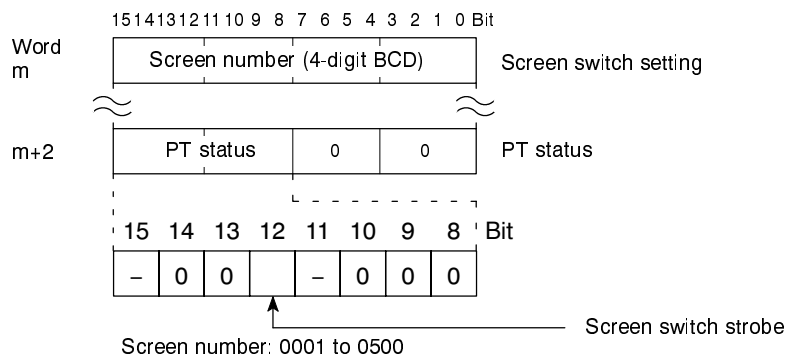 15 14 13 12 11 10 9 8 7 6 5 4 3 2 1 0 Bit
Word
m
Screen number (4-digit BCD)
Screen switch setting
m+2
PT status
0
0
PT status
15 14 13 12 11 10 9 8 Bit
– 0 0 – 0 0 0
Screen switch strobe
Screen number: 0001 to 0500